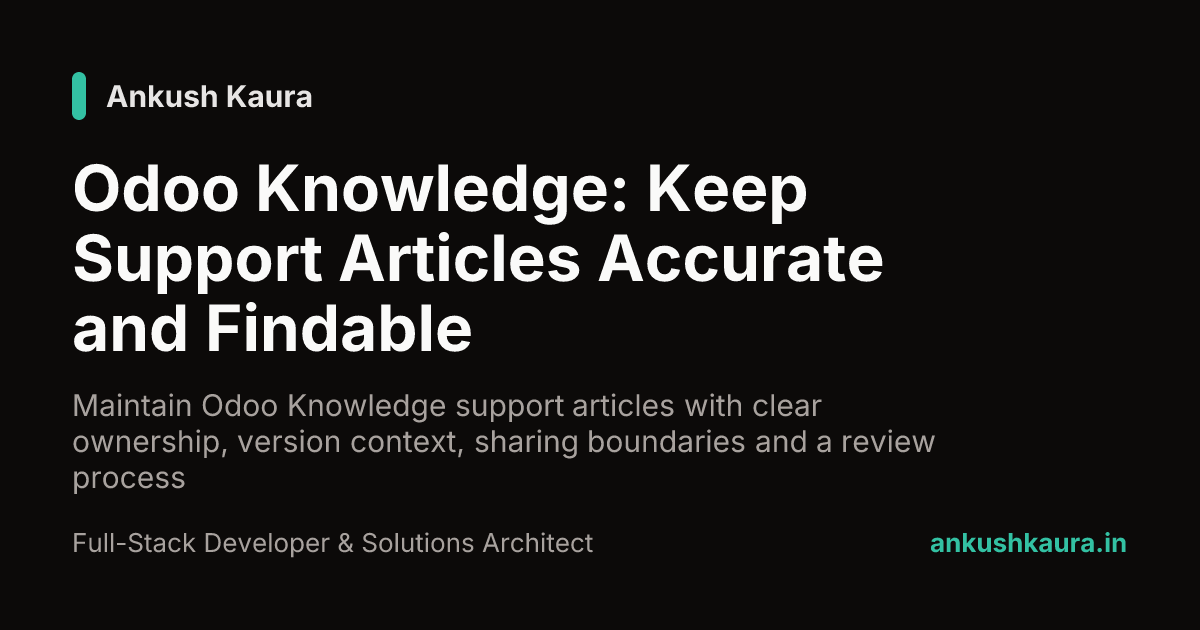 Ankush Kaura
Odoo Knowledge: Keep
Support Articles Accurate
and Findable
Maintain Odoo Knowledge support articles with clear
ownership, version context, sharing boundaries and a review
process
Full-Stack Developer & Solutions Architect
ankushkaura.in